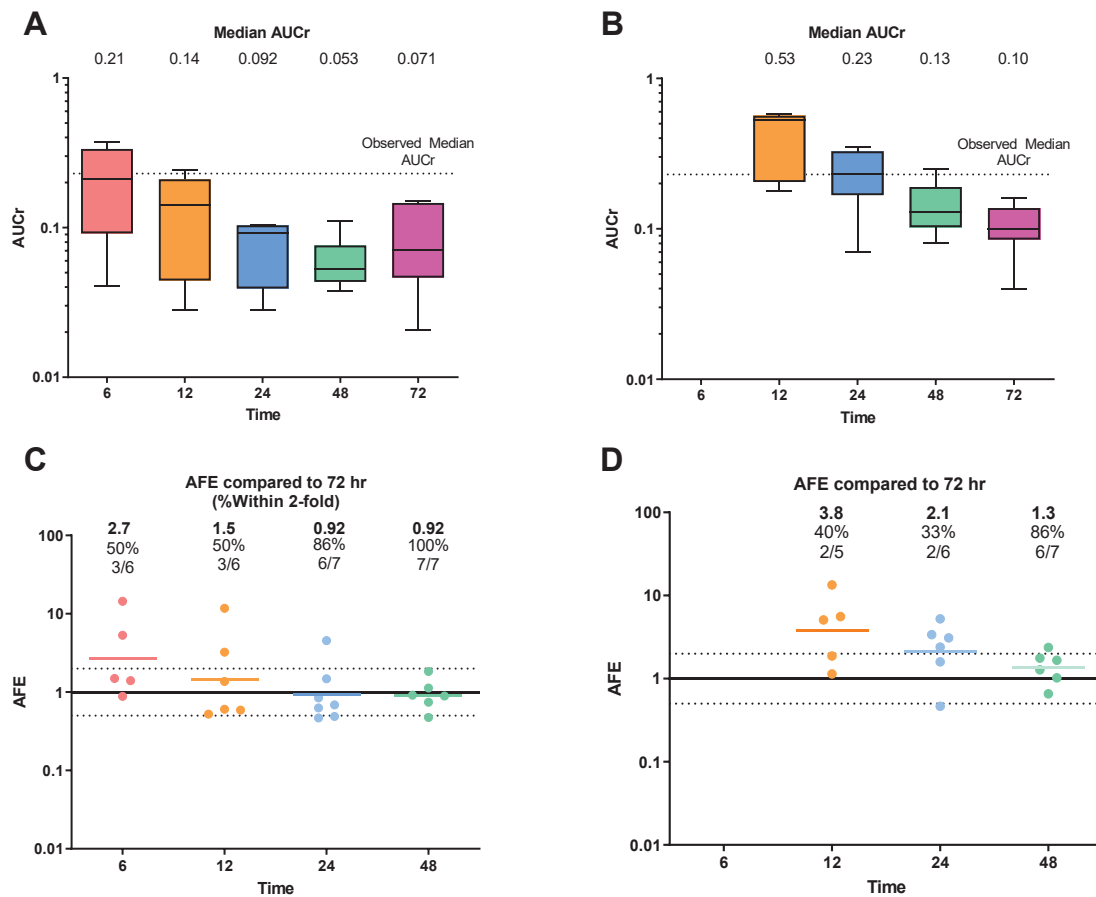 A
Median AUCr
0.21 0.14 0.092 0.053 0.071
1
Observed Median
AUCr
0.1
0.01
AUCr
6 12 24 48 72
Time
B
Median AUCr
0.53 0.23 0.13 0.10
1
Observed Median
AUCr
0.1
0.01
AUCr
6 12 24 48 72
Time
C
AFE compared to 72 hr
(%Within 2-fold)
2.7 1.5 0.92 0.92
50% 50% 86% 100%
3/6 3/6 6/7 7/7
100
10
1
0.1
0.01
AFE
6 12 24 48
Time
D
AFE compared to 72 hr
3.8 2.1 1.3
40% 33% 86%
2/5 2/6 6/7
100
10
1
0.1
0.01
AFE
6 12 24 48
Time